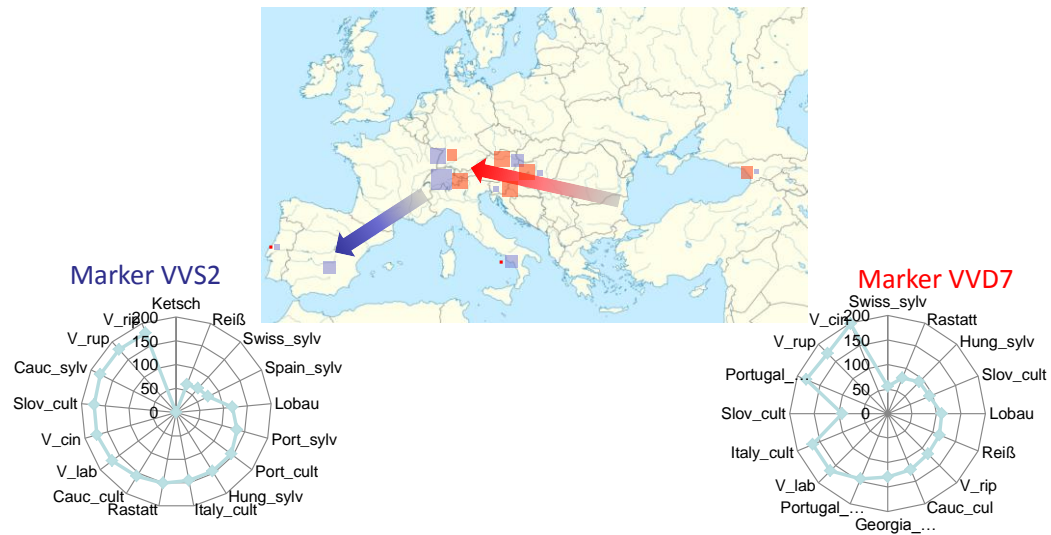 Marker VVS2
Ketsch
Reiß
Swiss_sylv
Spain_sylv
Lobau
Port_sylv
Port_cult
Hung_sylv
Italy_cult
Rastatt
Cauc_cult
V_lab
V_cin
Slov_cult
Cauc_sylv
V_rup
V_rip
200
150
100
50
0
Marker VVD7
Swiss_sylv
Rastatt
Hung_sylv
Slov_cult
Lobau
Reiß
V_rip
Cauc_cul
Georgia_…
Portugal_…
V_lab
Italy_cult
Slov_cult
Portugal_…
V_rup
V_cin
200
150
100
50
0